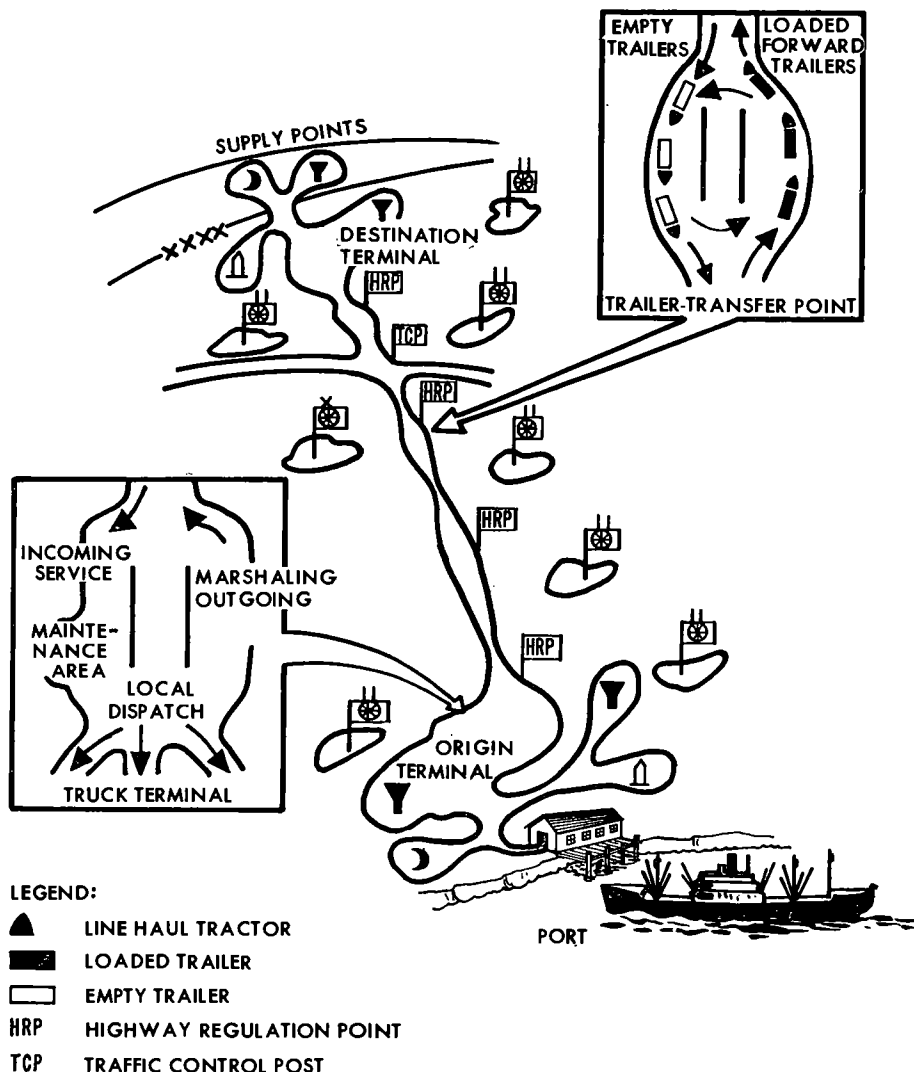 EMPTY
TRAILERS
LOADED
FORWARD
TRAILERS
TRAILER-TRANSFER POINT
SUPPLY POINTS
XXXX
DESTINATION
TERMINAL
HRP
TCP
HRP
HRP
HRP
INCOMING
SERVICE
MARSHALING
OUTGOING
MAINTE-
NANCE
AREA
LOCAL
DISPATCH
TRUCK TERMINAL
ORIGIN
TERMINAL
PORT
LEGEND:
LINE HAUL TRACTOR
LOADED TRAILER
EMPTY TRAILER
HRP HIGHWAY REGULATION POINT
TCP TRAFFIC CONTROL POST